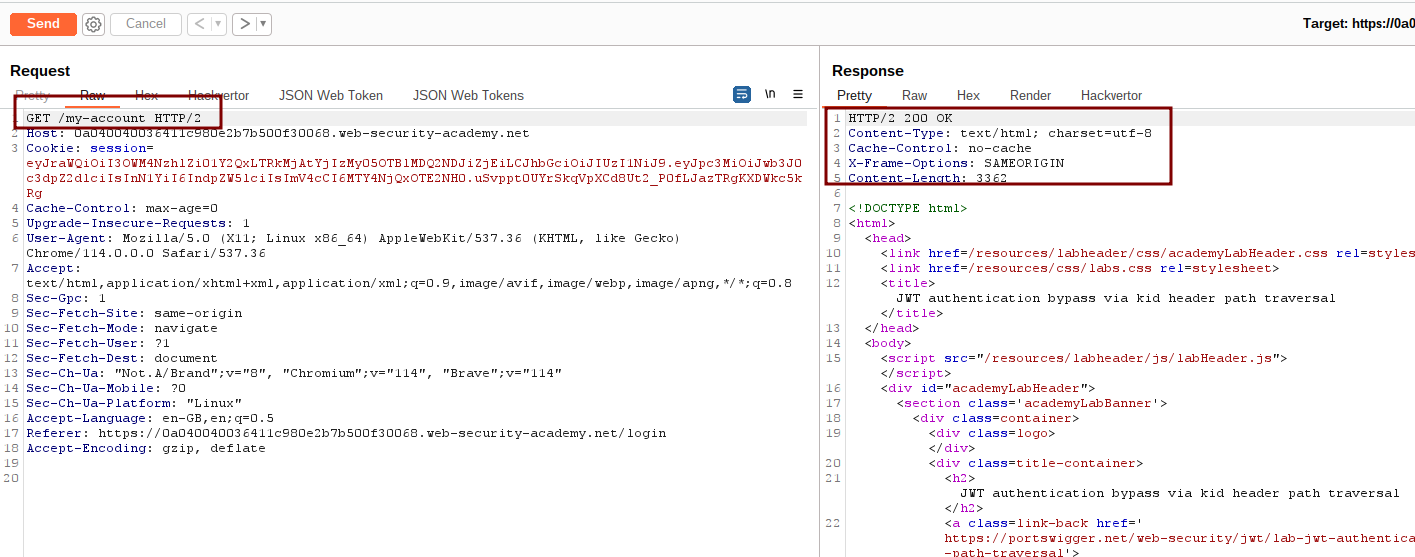 Send
Cancel
Target: https://0a0
Request
Pretty Raw Hex Hackvertor JSON Web Token JSON Web Tokens
\n
1 GET /my-account HTTP/2
2 Host: 0a040040036411c980e2b7b500f30068.web-security-academy.net
3 Cookie: session=
4 Cache-Control: max-age=0
5 Upgrade-Insecure-Requests: 1
6 User-Agent: Mozilla/5.0 (X11; Linux x86_64) AppleWebKit/537.36 (KHTML, like Gecko)
Chrome/114.0.0.0 Safari/537.36
7 Accept:
text/html,application/xhtml+xml,application/xml;q=0.9,image/avif,image/webp,image/apng,*/*;q=0.8
8 Sec-Gpc: 1
9 Sec-Fetch-Site: same-origin
10 Sec-Fetch-Mode: navigate
11 Sec-Fetch-User: ?1
12 Sec-Fetch-Dest: document
13 Sec-Ch-Ua: "Not.A/Brand";v="8", "Chromium";v="114", "Brave";v="114"
14 Sec-Ch-Ua-Mobile: ?0
15 Sec-Ch-Ua-Platform: "Linux"
16 Accept-Language: en-GB,en;q=0.5
17 Referer: https://0a040040036411c980e2b7b500f30068.web-security-academy.net/login
18 Accept-Encoding: gzip, deflate
19
20
Response
Pretty Raw Hex Render Hackvertor
1 HTTP/2 200 OK
2 Content-Type: text/html; charset=utf-8
3 Cache-Control: no-cache
4 X-Frame-Options: SAMEORIGIN
5 Content-Length: 3362
6
7 <!DOCTYPE html>
8 <html>
9 <head>
10 <link href=/resources/labheader/css/academyLabHeader.css rel=styles
11 <link href=/resources/css/labs.css rel=stylesheet>
12 <title>
JWT authentication bypass via kid header path traversal
</title>
13 </head>
14 <body>
15 <script src="/resources/labheader/js/labHeader.js">
</script>
16 <div id="academyLabHeader">
17 <section class='academyLabBanner'>
18 <div class=container>
19 <div class=logo>
</div>
20 <div class=title-container>
21 <h2>
JWT authentication bypass via kid header path traversal
</h2>
22 <a class=link-back href='
https://portswigger.net/web-security/jwt/lab-jwt-authentica
-path-traversal'>